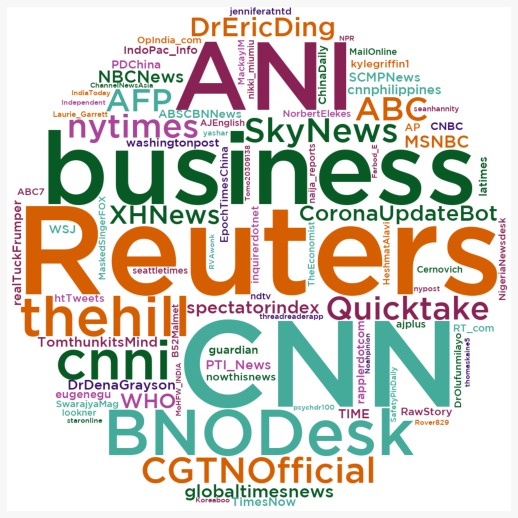 jenniferatntd
DrEricDing
OpIndia_com
NPR
IndoPac_Info
MackayIM
nikki_miumiu
ANI
ChinaDaily
MailOnline
kylegriffin1
PDChina
NBCNews
ChannelNewsAsia
SCMPNews
cnnphilippines
IndiaToday
AFP
Independent
ABSCBNNews
NorbertElekes
ABC
seanhannity
Laurie_Garrett
nytimes
AJEnglish
yashar
SkyNews
AP
CNBC
MSNBC
washingtonpost
EpochTimesChina
Tomo20309138
naija_reports
Farbod_E
business
latimes
ABC7
XHNews
CoronaUpdateBot
realTuckFrumper
WSJ
MaskedSingerFOX
Reuters
RVAwonk
inquirerdotnet
TheEconomist
HeshmatAlavi
NigeriaNewsdesk
seattletimes
Cernovich
nypost
htTweets
ndtv
threadreaderapp
thehill
spectatorindex
Quicktake
TomthunkitsMind
B52Malmet
CNN
ajplus
RT_com
cnni
guardian
PTI_News
nowthisnews
rapplerdotcom
Noahpinion
DrOlufunmilayo
thomaskaine5
DrDenaGrayson
MoHFW_INDIA
eugenegu
WHO
SwarajyaMag
lookner
staronline
psychdr100
TIME
SafetyPinDaily
RawStory
Rover829
BNODesk
CGTNOfficial
globaltimesnews
Koreaboo
TimesNow